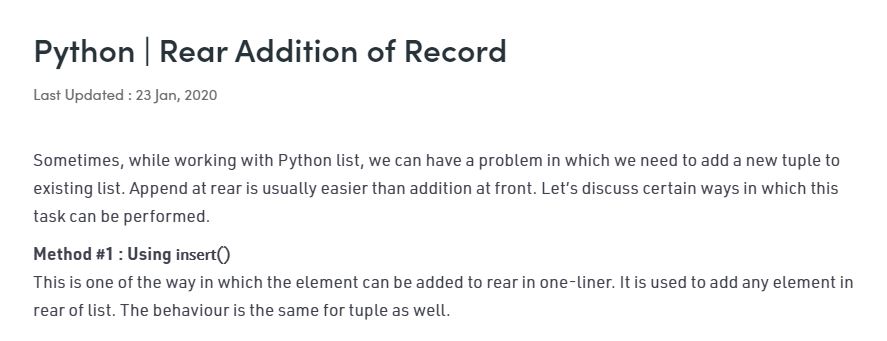 Python | Rear Addition of Record
Last Updated : 23 Jan, 2020
Sometimes, while working with Python list, we can have a problem in which we need to add a new tuple to
existing list. Append at rear is usually easier than addition at front. Let's discuss certain ways in which this
task can be performed.
Method #1 : Using insert()
This is one of the way in which the element can be added to rear in one-liner. It is used to add any element in
rear of list. The behaviour is the same for tuple as well.